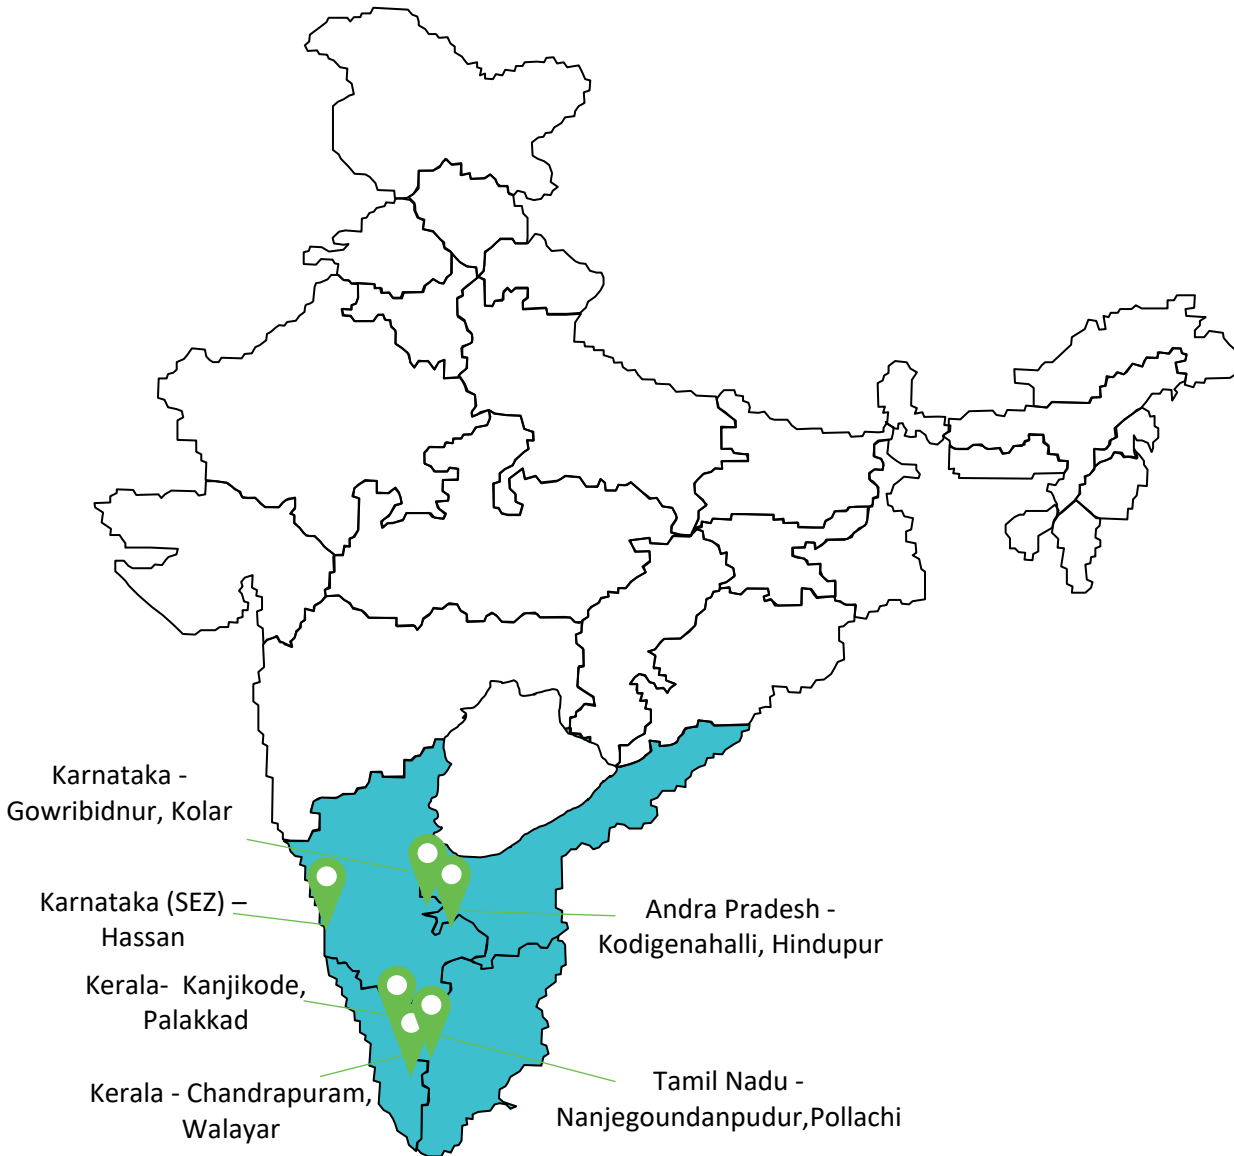 Karnataka -
Gowribidnur, Kolar
Karnataka (SEZ) –
Hassan
Andra Pradesh -
Kodigenahalli, Hindupur
Kerala-  Kanjikode,
Palakkad
Kerala - Chandrapuram,
Walayar
Tamil Nadu -
Nanjegoundanpudur,Pollachi